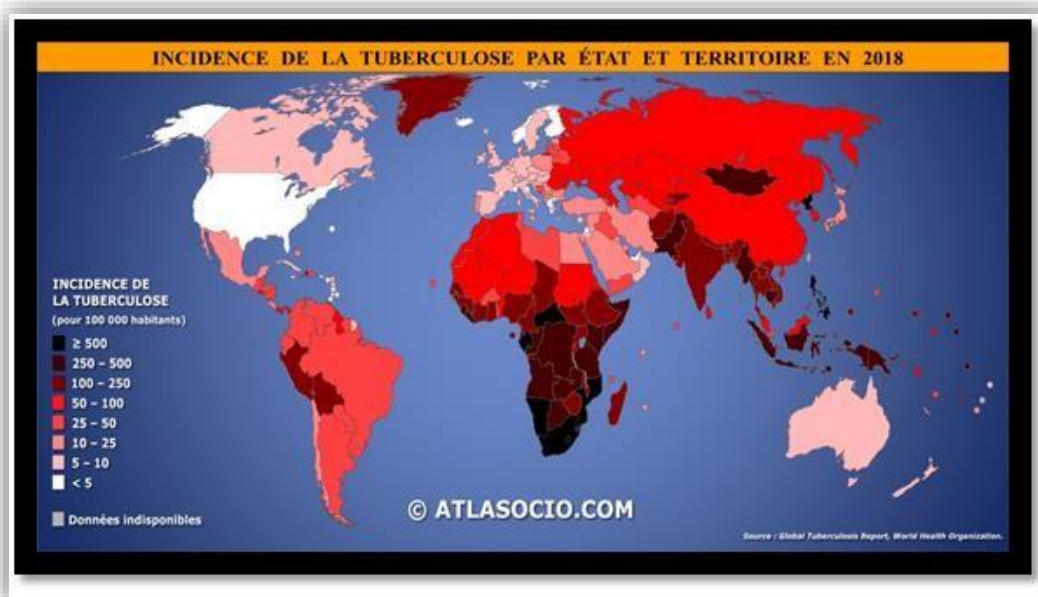 INCIDENCE DE LA TUBERCULOSE PAR ÉTAT ET TERRITOIRE EN 2018
INCIDENCE DE
LA TUBERCULOSE
(pour 100 000 habitants)
≥ 500
250 – 500
100 – 250
50 – 100
25 – 50
10 – 25
5 – 10
< 5
Données indisponibles
© ATLASOCIO.COM
Source : Global Tuberculosis Report, World Health Organization.